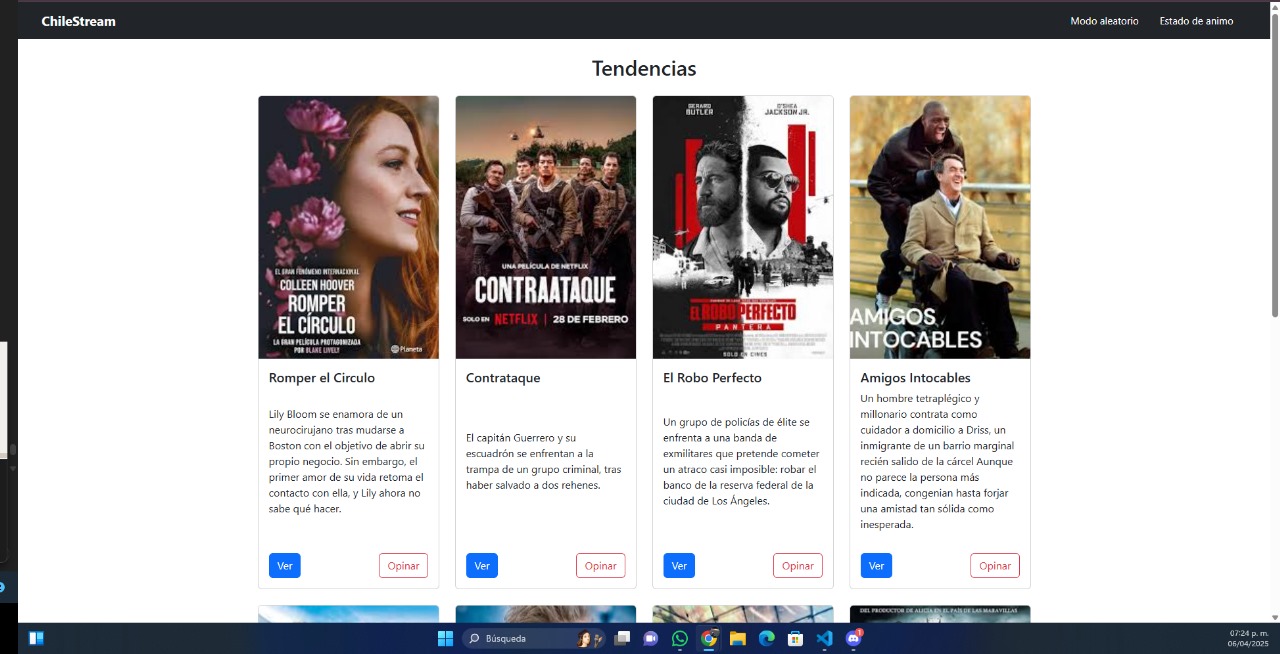 ChileStream
Modo aleatorio
Estado de animo
Tendencias
EL GRAN FENÓMENO INTERNACIONAL
COLLEEN HOOVER
ROMPER
EL CÍRCULO
LA GRAN PELÍCULA PROTAGONIZADA
POR BLAKE LIVELY
Planeta
UNA PELÍCULA DE NETFLIX
CONTRAATAQUE
SOLO EN NETFLIX | 28 DE FEBRERO
GERARD
BUTLER
O'SHEA
JACKSON JR.
EL ROBO PERFECTO
PANTERA
SOLO EN CINES
AMIGOS
INTOCABLES
Romper el Circulo
Lily Bloom se enamora de un
neurocirujano tras mudarse a
Boston con el objetivo de abrir su
propio negocio. Sin embargo, el
primer amor de su vida retoma el
contacto con ella, y Lily ahora no
sabe qué hacer.
Ver
Opinar
Contrataque
El capitán Guerrero y su
escuadrón se enfrentan a la
trampa de un grupo criminal, tras
haber salvado a dos rehenes.
Ver
Opinar
El Robo Perfecto
Un grupo de policías de élite se
enfrenta a una banda de
exmilitares que pretende cometer
un atraco casi imposible: robar el
banco de la reserva federal de la
ciudad de Los Ángeles.
Ver
Opinar
Amigos Intocables
Un hombre tetraplégico y
millonario contrata como
cuidador a domicilio a Driss, un
inmigrante de un barrio marginal
recién salido de la cárcel Aunque
no parece la persona más
indicada, congenian hasta forjar
una amistad tan sólida como
inesperada.
Ver
Opinar
DEL PRODUCTOR DE ALICIA EN EL PAÍS DE LAS MARAVILLAS
Búsqueda
07:24 p. m.
06/04/2025